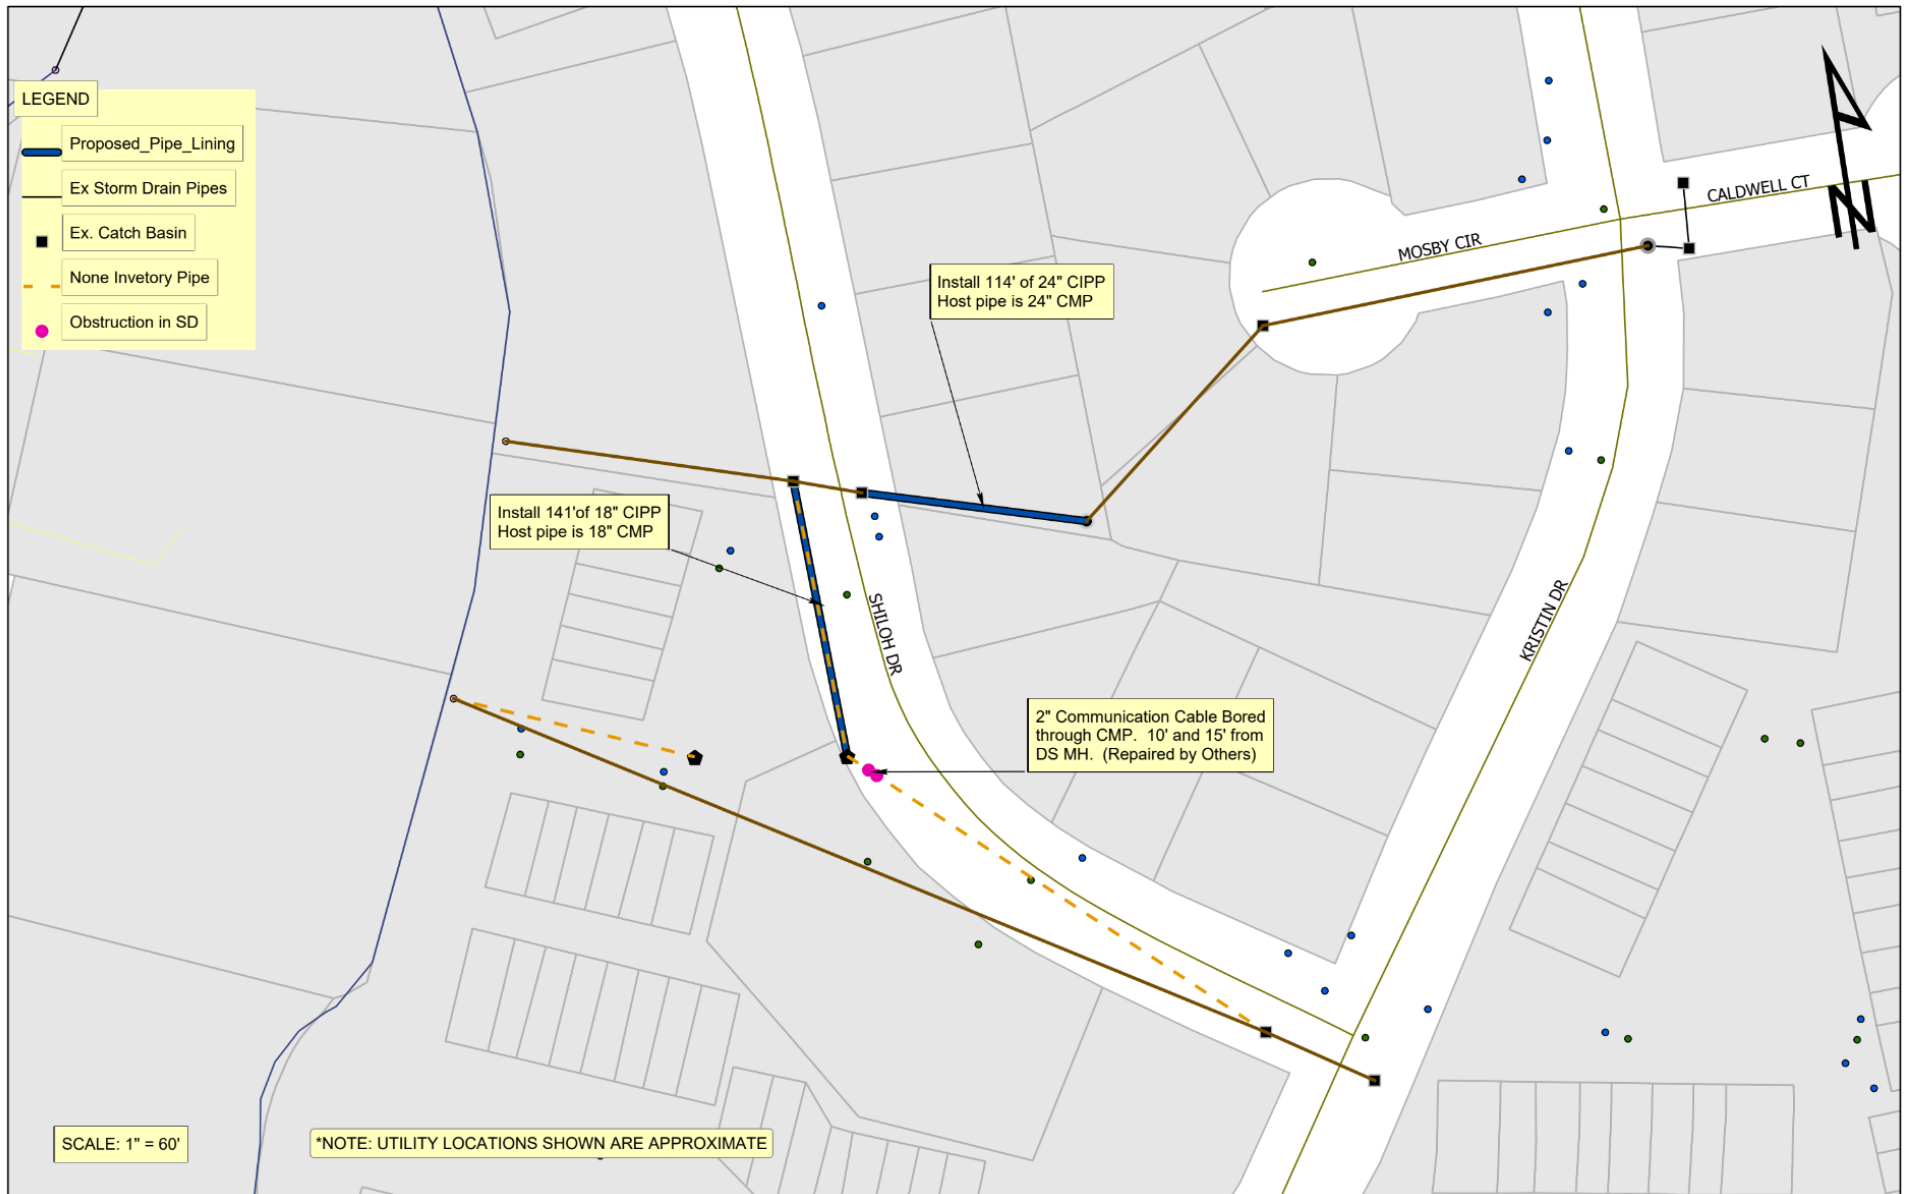 LEGEND
Proposed_Pipe_Lining
Ex Storm Drain Pipes
Ex. Catch Basin
None Invetory Pipe
Obstruction in SD
CALDWELL CT
MOSBY CIR
N
Install 114' of 24" CIPP
Host pipe is 24" CMP
Install 141'of 18" CIPP
Host pipe is 18" CMP
SHILOH DR
KRISTIN DR
2" Communication Cable Bored
through CMP.  10' and 15' from
DS MH.  (Repaired by Others)
SCALE: 1" = 60'
*NOTE: UTILITY LOCATIONS SHOWN ARE APPROXIMATE